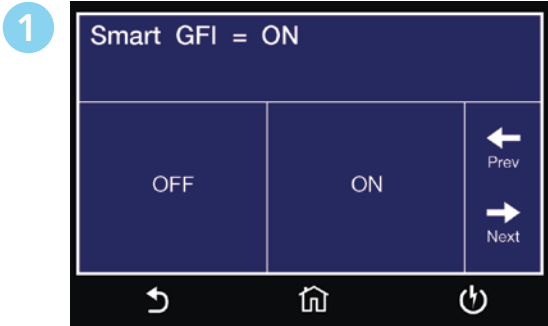 1
Smart GFI = ON
OFF
ON
Prev
Next